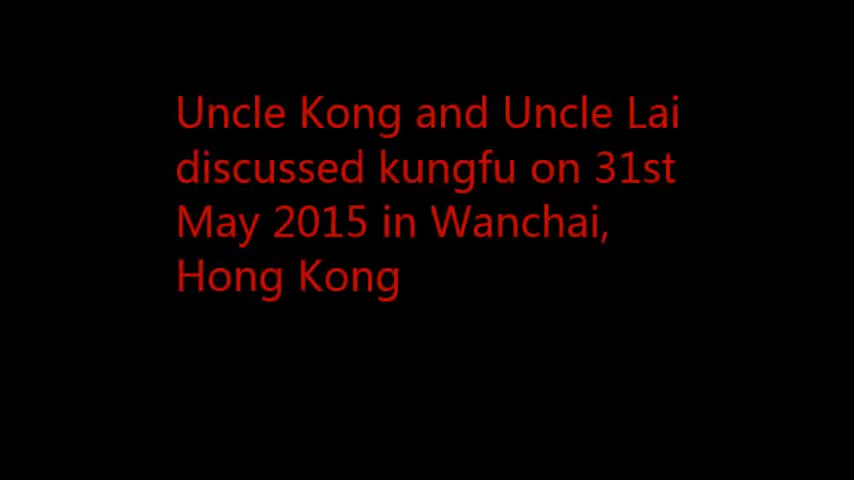 Uncle Kong and Uncle Lai
discussed kungfu on 31st
May 2015 in Wanchai,
Hong Kong